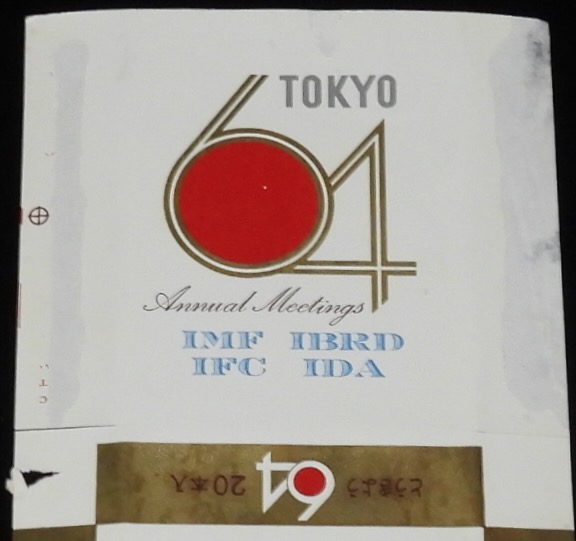 TOKYO
64
Annual Meetings
IMF IBRD
IFC IDA
とうきょう 64 20本入